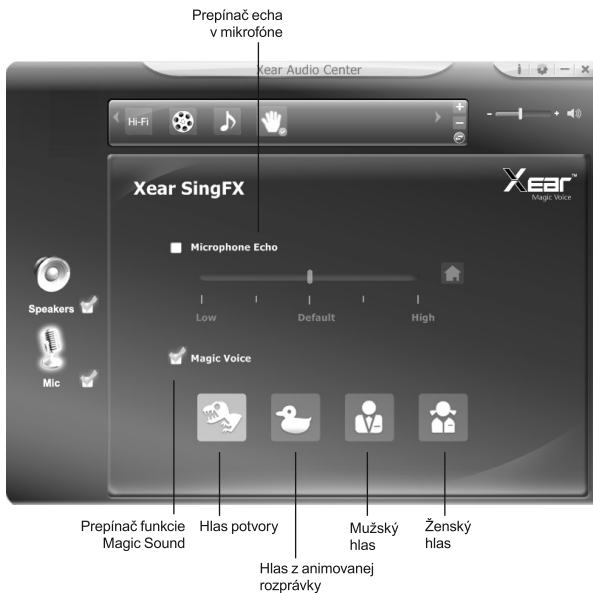 Prepínač echa
v mikrofóne
Xear Audio Center
Hi-Fi
Xear SingFX
Xear™
Magic Voice
Microphone Echo
Low Default High
Speakers
Magic Voice
Mic
Prepínač funkcie
Magic Sound
Hlas potvory
Hlas z animovanej
rozprávky
Mužský
hlas
Ženský
hlas